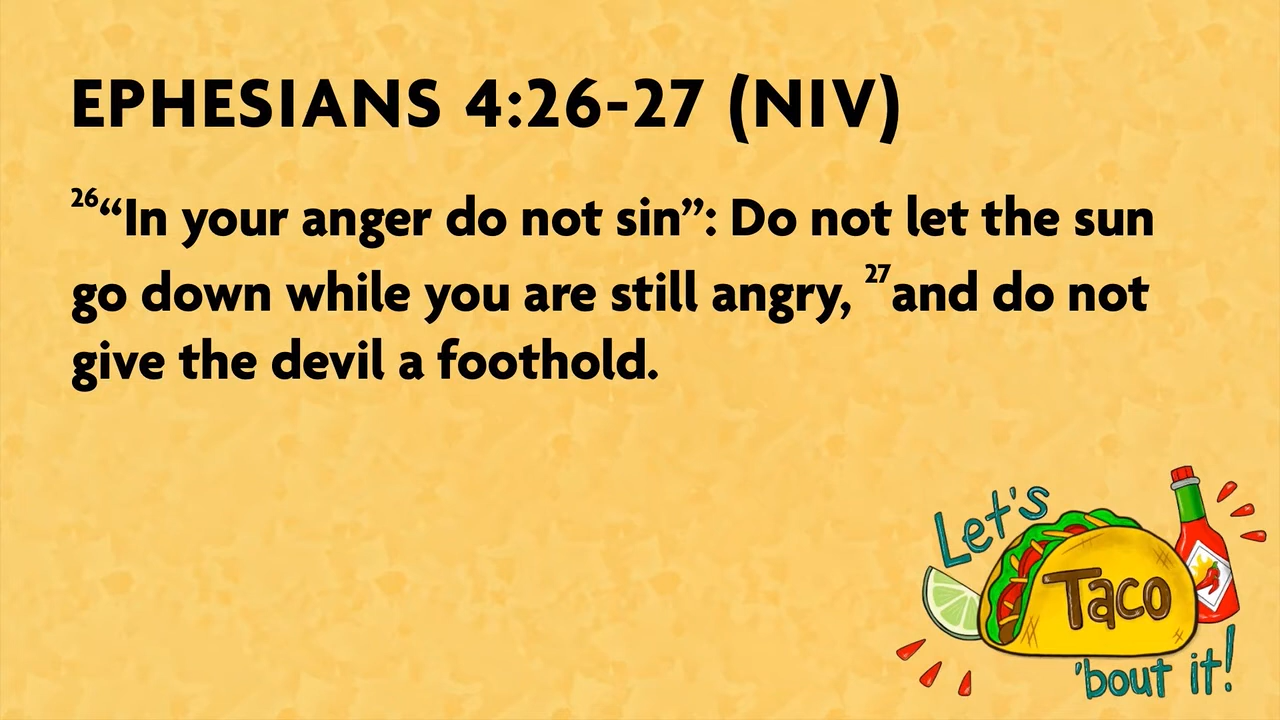 EPHESIANS 4:26-27 (NIV)
26“In your anger do not sin”: Do not let the sun
go down while you are still angry, 27and do not
give the devil a foothold.
Let's
Taco
'bout it!